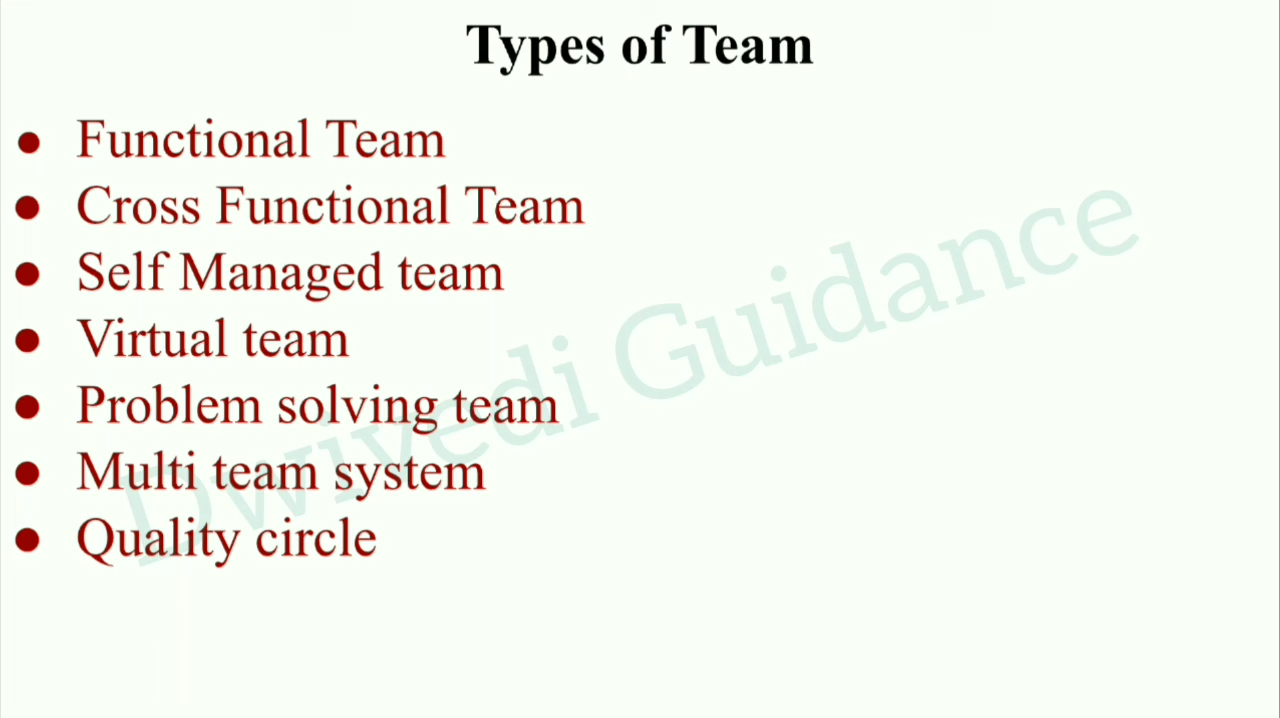 Types of Team
● Functional Team
● Cross Functional Team
● Self Managed team
● Virtual team
● Problem solving team
● Multi team system
● Quality circle
Dwivedi Guidance